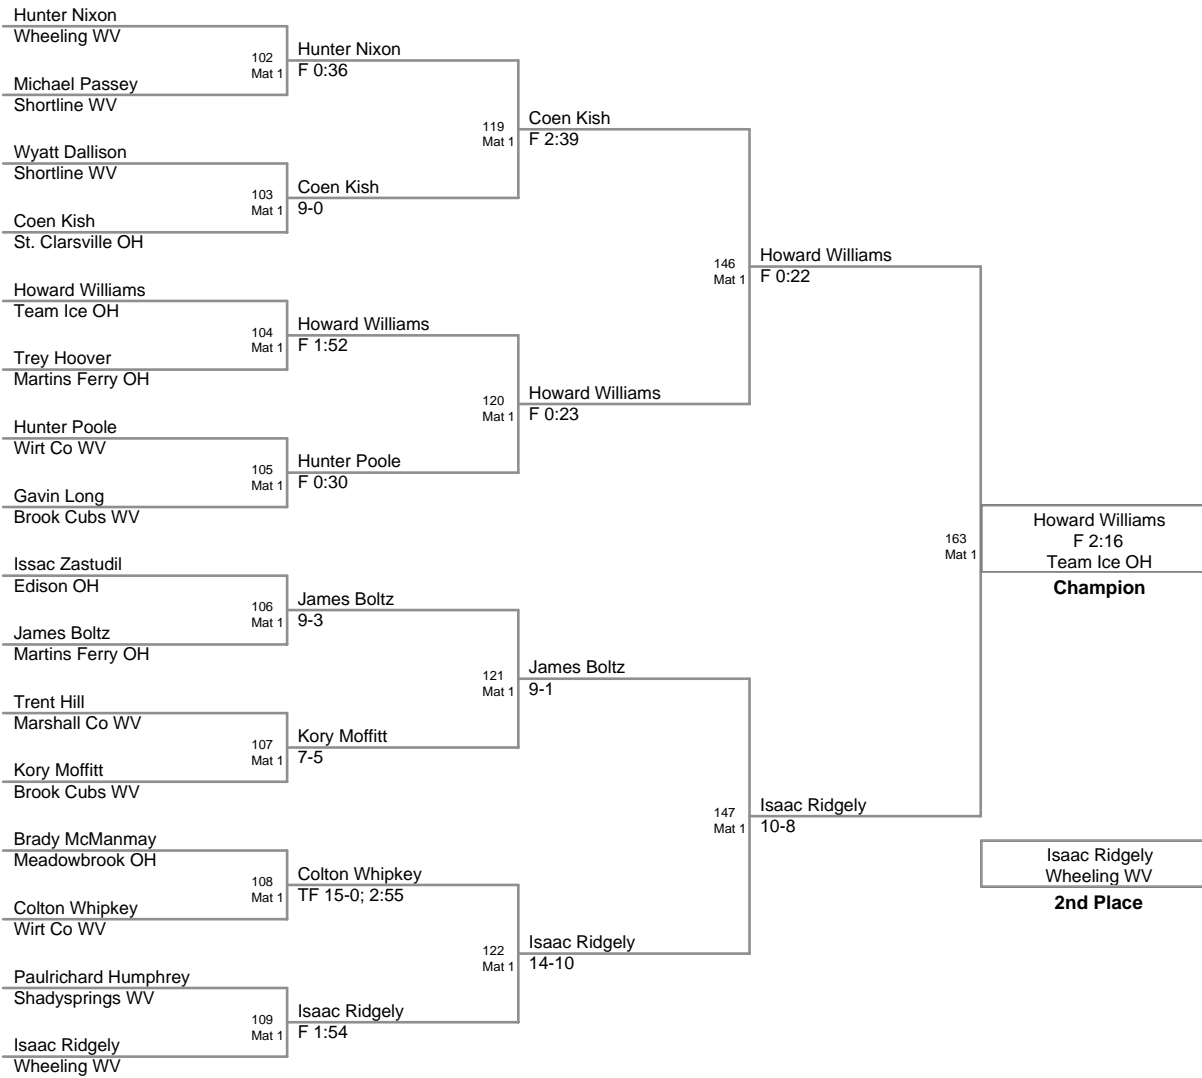 Hunter Nixon
Wheeling WV
102
Mat 1
Hunter Nixon
F 0:36
Michael Passey
Shortline WV
119
Mat 1
Coen Kish
F 2:39
Wyatt Dallison
Shortline WV
103
Mat 1
Coen Kish
9-0
Coen Kish
St. Clarsville OH
146
Mat 1
Howard Williams
F 0:22
Howard Williams
Team Ice OH
104
Mat 1
Howard Williams
F 1:52
Trey Hoover
Martins Ferry OH
120
Mat 1
Howard Williams
F 0:23
Hunter Poole
Wirt Co WV
105
Mat 1
Hunter Poole
F 0:30
Gavin Long
Brook Cubs WV
163
Mat 1
Howard Williams
F 2:16
Team Ice OH
Champion
Issac Zastudil
Edison OH
106
Mat 1
James Boltz
9-3
James Boltz
Martins Ferry OH
121
Mat 1
James Boltz
9-1
Trent Hill
Marshall Co WV
107
Mat 1
Kory Moffitt
7-5
Kory Moffitt
Brook Cubs WV
147
Mat 1
Isaac Ridgely
10-8
Brady McManmay
Meadowbrook OH
108
Mat 1
Colton Whipkey
TF 15-0; 2:55
Colton Whipkey
Wirt Co WV
122
Mat 1
Isaac Ridgely
14-10
Paulrichard Humphrey
Shadysprings WV
109
Mat 1
Isaac Ridgely
F 1:54
Isaac Ridgely
Wheeling WV
Isaac Ridgely
Wheeling WV
2nd Place